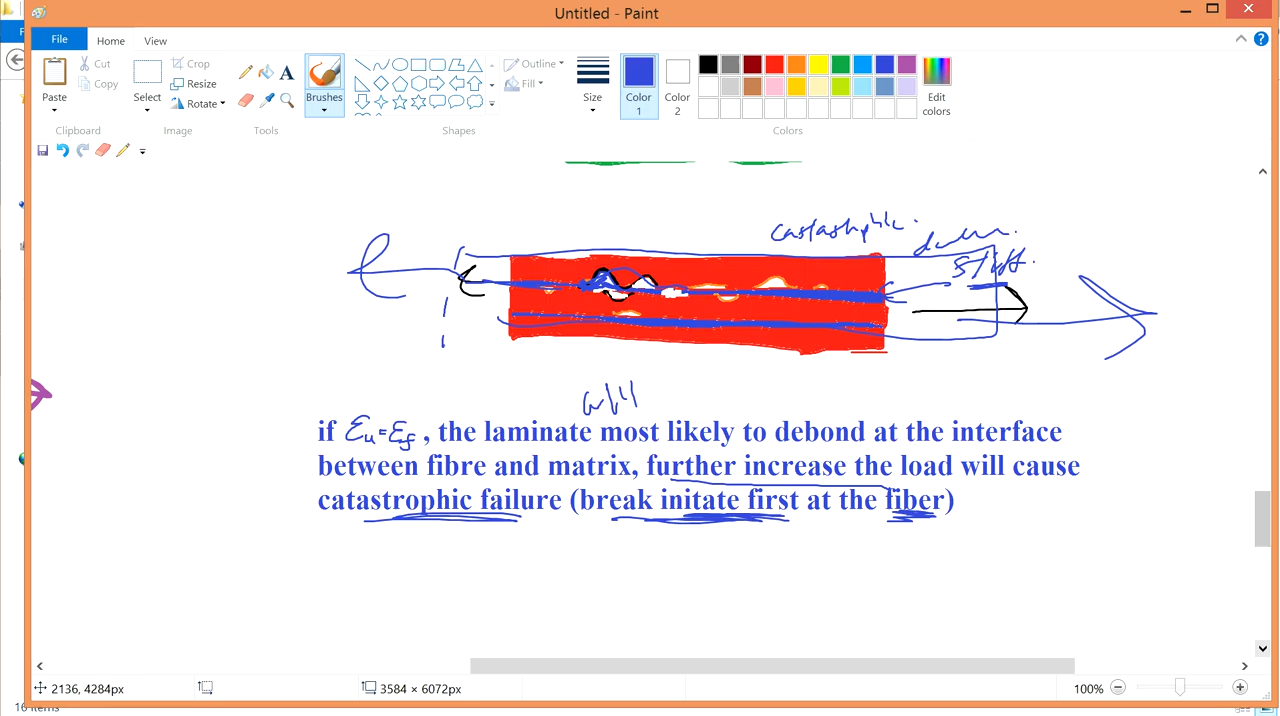 Untitled - Paint
File
Home
View
Paste
Cut
Copy
Clipboard
Select
Crop
Resize
Rotate
Image
Tools
Brushes
Shapes
Outline
Fill
Size
Color 1
Color 2
Edit colors
Colors
stiff.
if εu = εf , the laminate most likely to debond at the interface
between fibre and matrix, further increase the load will cause
catastrophic failure (break initate first at the fiber)
2136, 4284px
3584 × 6072px
100%
16 items